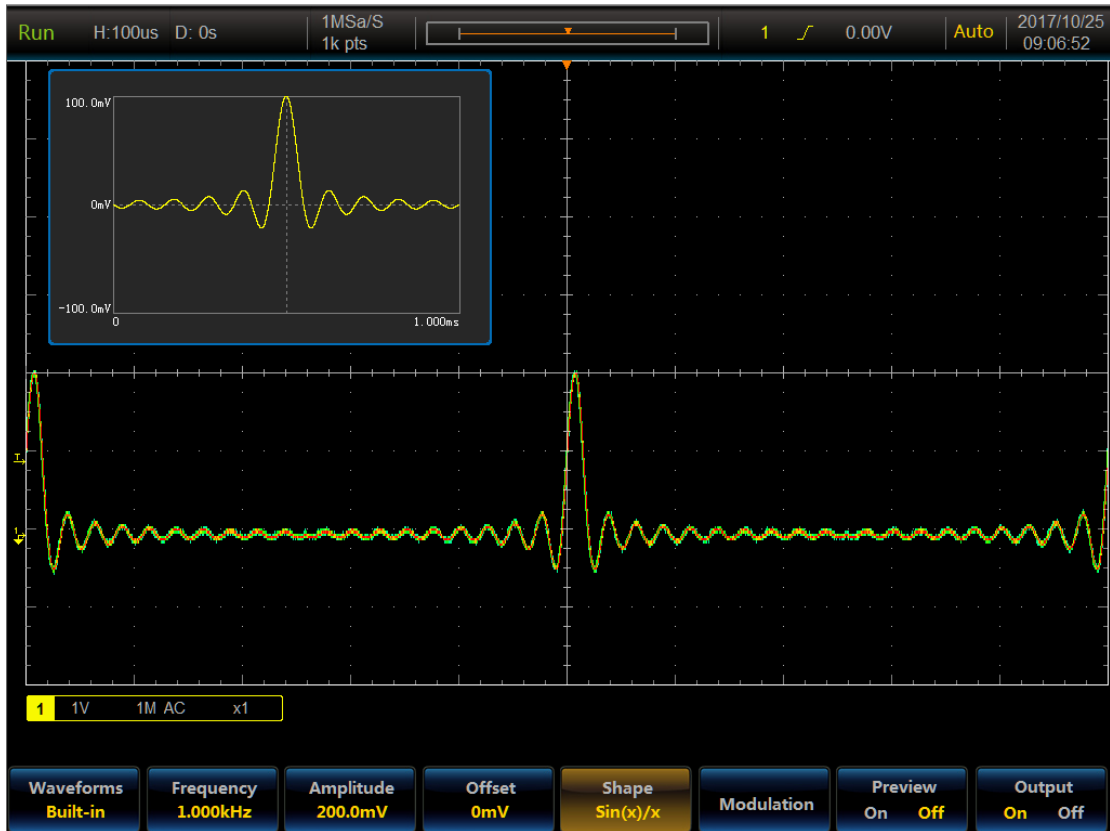 Run H:100us D: 0s 1MSa/S 1 0.00V Auto 2017/10/25
1k pts 09:06:52
100.0mV
0mV
-100.0mV
0 1.000ms
T
1
1 1V 1M AC x1
Waveforms Frequency Amplitude Offset Shape Modulation Preview Output
Built-in 1.000kHz 200.0mV 0mV Sin(x)/x On Off On Off